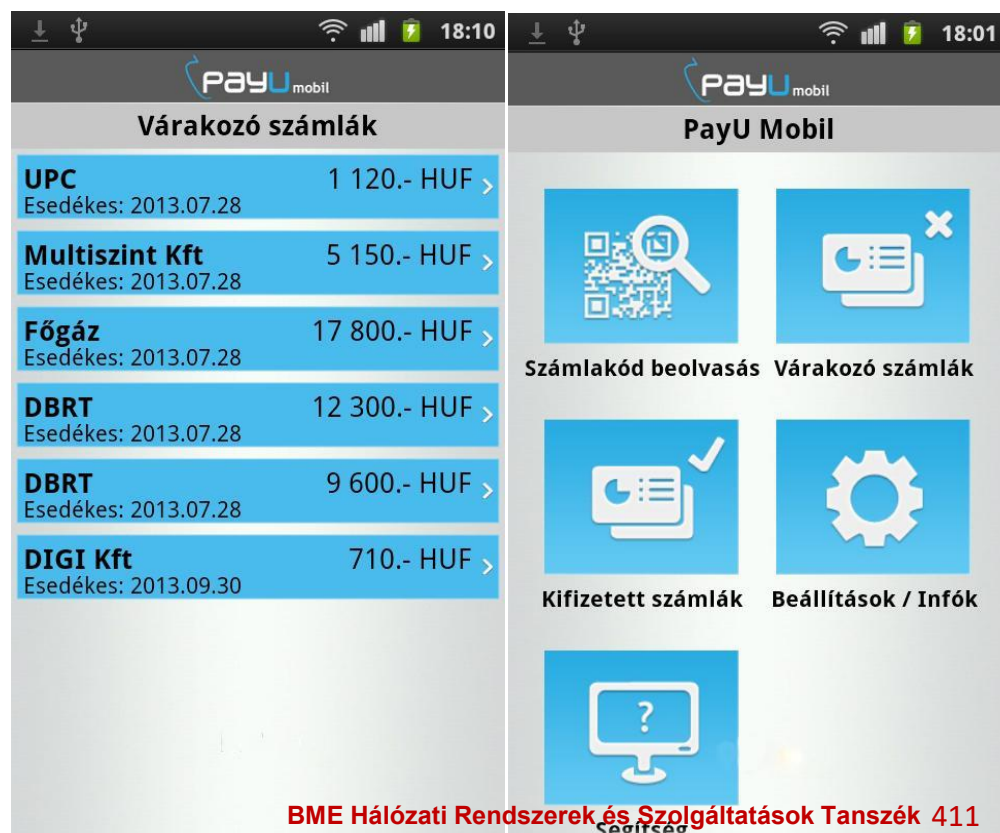 18:10
PayU mobil
Várakozó számlák
UPC 1 120.- HUF
Esedékes: 2013.07.28
Multiszint Kft 5 150.- HUF
Esedékes: 2013.07.28
Főgáz 17 800.- HUF
Esedékes: 2013.07.28
DBRT 12 300.- HUF
Esedékes: 2013.07.28
DBRT 9 600.- HUF
Esedékes: 2013.07.28
DIGI Kft 710.- HUF
Esedékes: 2013.09.30
18:01
PayU mobil
PayU Mobil
Számlakód beolvasás
Várakozó számlák
Kifizetett számlák
Beállítások / Infók
?
Segítség
BME Hálózati Rendszerek és Szolgáltatások Tanszék 411